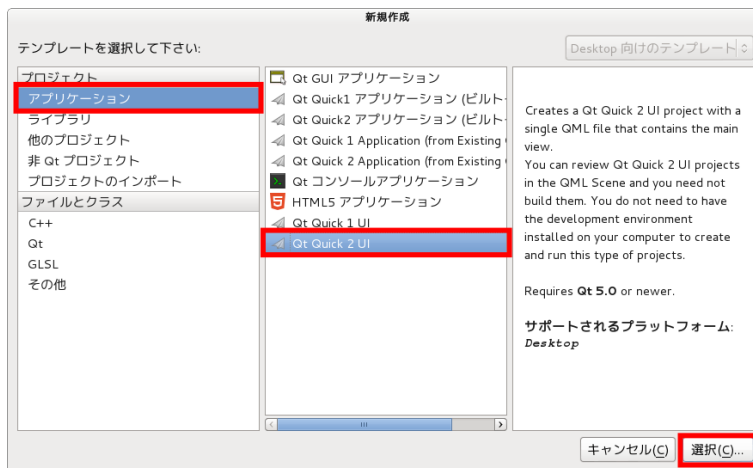 新規作成
テンプレートを選択して下さい:
Desktop 向けのテンプレート
プロジェクト
アプリケーション
ライブラリ
他のプロジェクト
非 Qt プロジェクト
プロジェクトのインポート
ファイルとクラス
C++
Qt
GLSL
その他
Qt GUI アプリケーション
Qt Quick1 アプリケーション (ビルト
Qt Quick2 アプリケーション (ビルト
Qt Quick 1 Application (from Existing
Qt Quick 2 Application (from Existing
Qt コンソールアプリケーション
HTML5 アプリケーション
Qt Quick 1 UI
Qt Quick 2 UI
Creates a Qt Quick 2 UI project with a
single QML file that contains the main
view.
You can review Qt Quick 2 UI projects
in the QML Scene and you need not
build them. You do not need to have
the development environment
installed on your computer to create
and run this type of projects.
Requires Qt 5.0 or newer.
サポートされるプラットフォーム:
Desktop
キャンセル(C)
選択(C)...